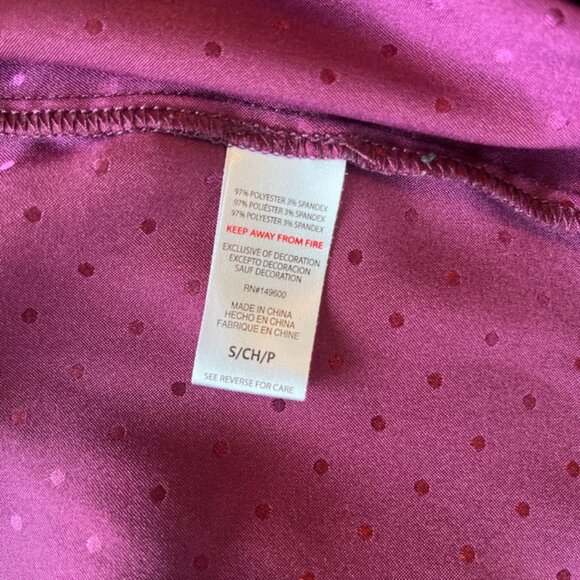 97% POLYESTER 3% SPANDEX
97% POLIÉSTER 3% SPANDEX
97% POLYESTER 3% SPANDEX
KEEP AWAY FROM FIRE
EXCLUSIVE OF DECORATION
EXCEPTO DECORACION
SAUF DECORATION
RN#149600
MADE IN CHINA
HECHO EN CHINA
FABRIQUE EN CHINE
S/CH/P
SEE REVERSE FOR CARE